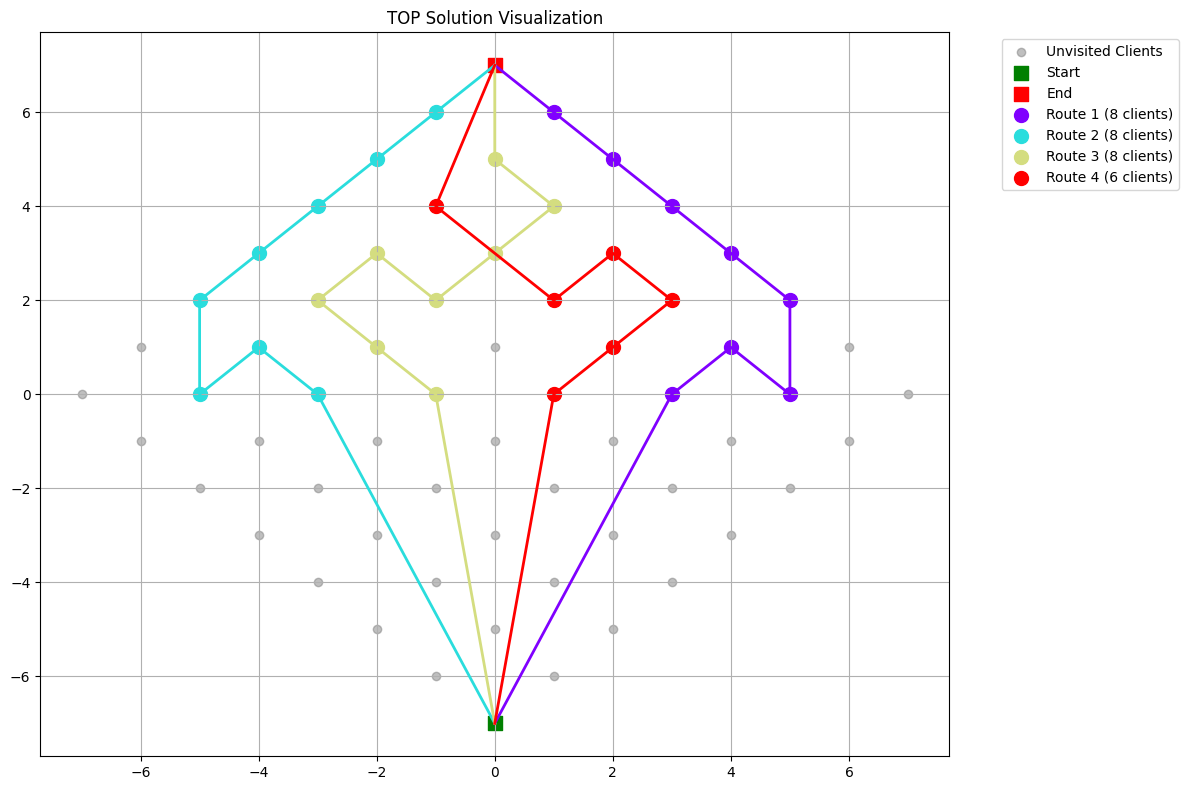 TOP Solution Visualization
Unvisited Clients
Start
End
Route 1 (8 clients)
Route 2 (8 clients)
Route 3 (8 clients)
Route 4 (6 clients)
6
4
2
0
−2
−4
−6
−6 −4 −2 0 2 4 6